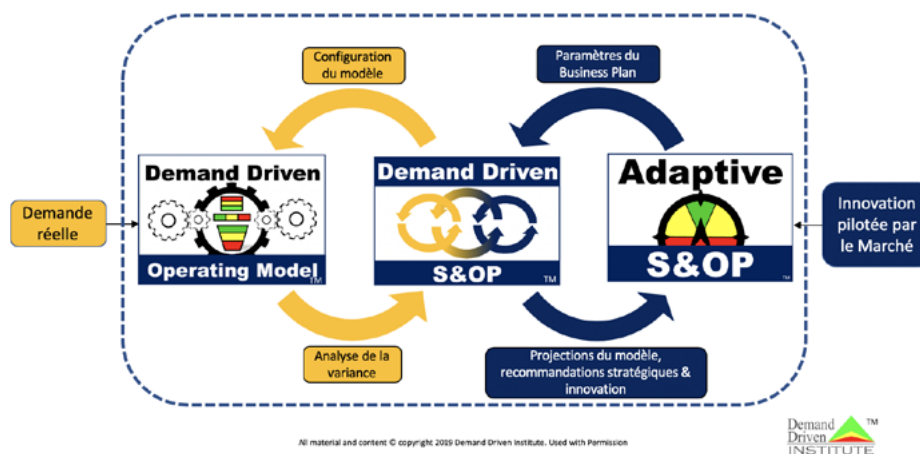 Configuration
du modèle
Paramètres du
Business Plan
Demand Driven
Operating Model
TM
Demand Driven
S&OP
TM
Adaptive
S&OP
TM
Demande
réelle
Innovation
pilotée par
le Marché
Analyse de la
variance
Projections du modèle,
recommandations stratégiques &
innovation
All material and content © copyright 2019 Demand Driven Institute. Used with Permission
Demand
Driven
INSTITUTE
TM